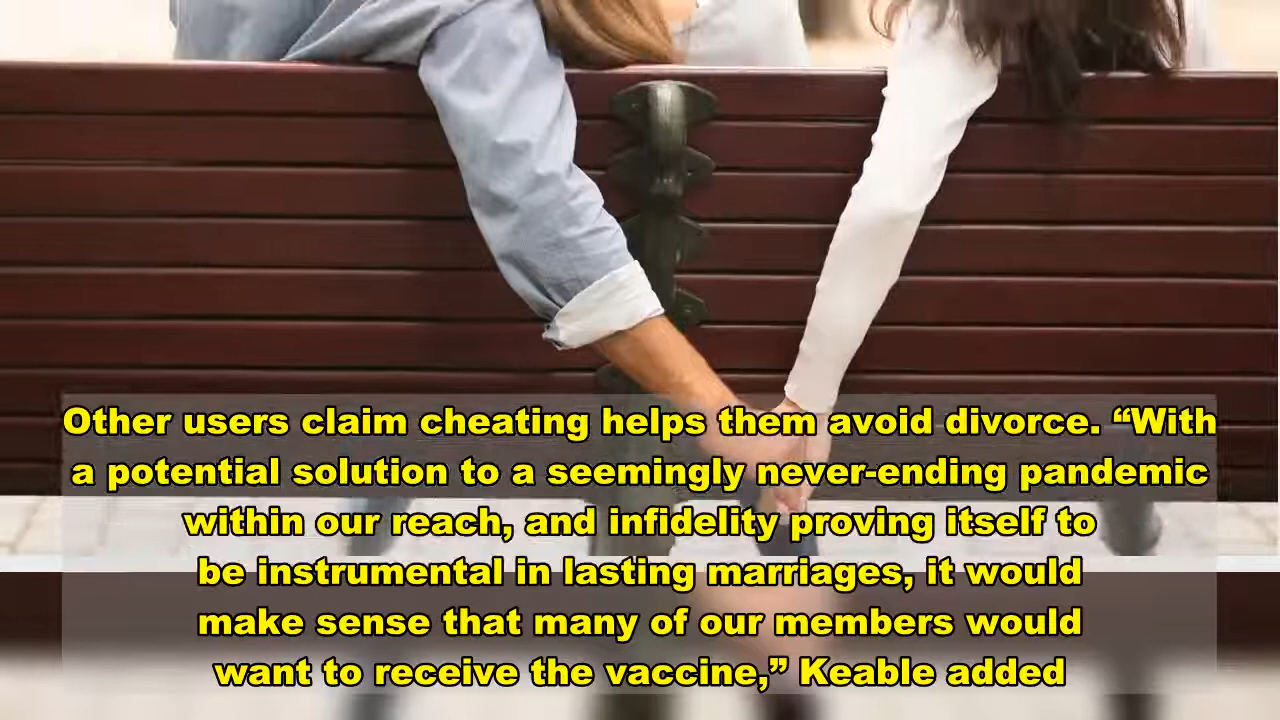 Other users claim cheating helps them avoid divorce. “With
a potential solution to a seemingly never-ending pandemic
within our reach, and infidelity proving itself to
be instrumental in lasting marriages, it would
make sense that many of our members would
want to receive the vaccine,” Keable added